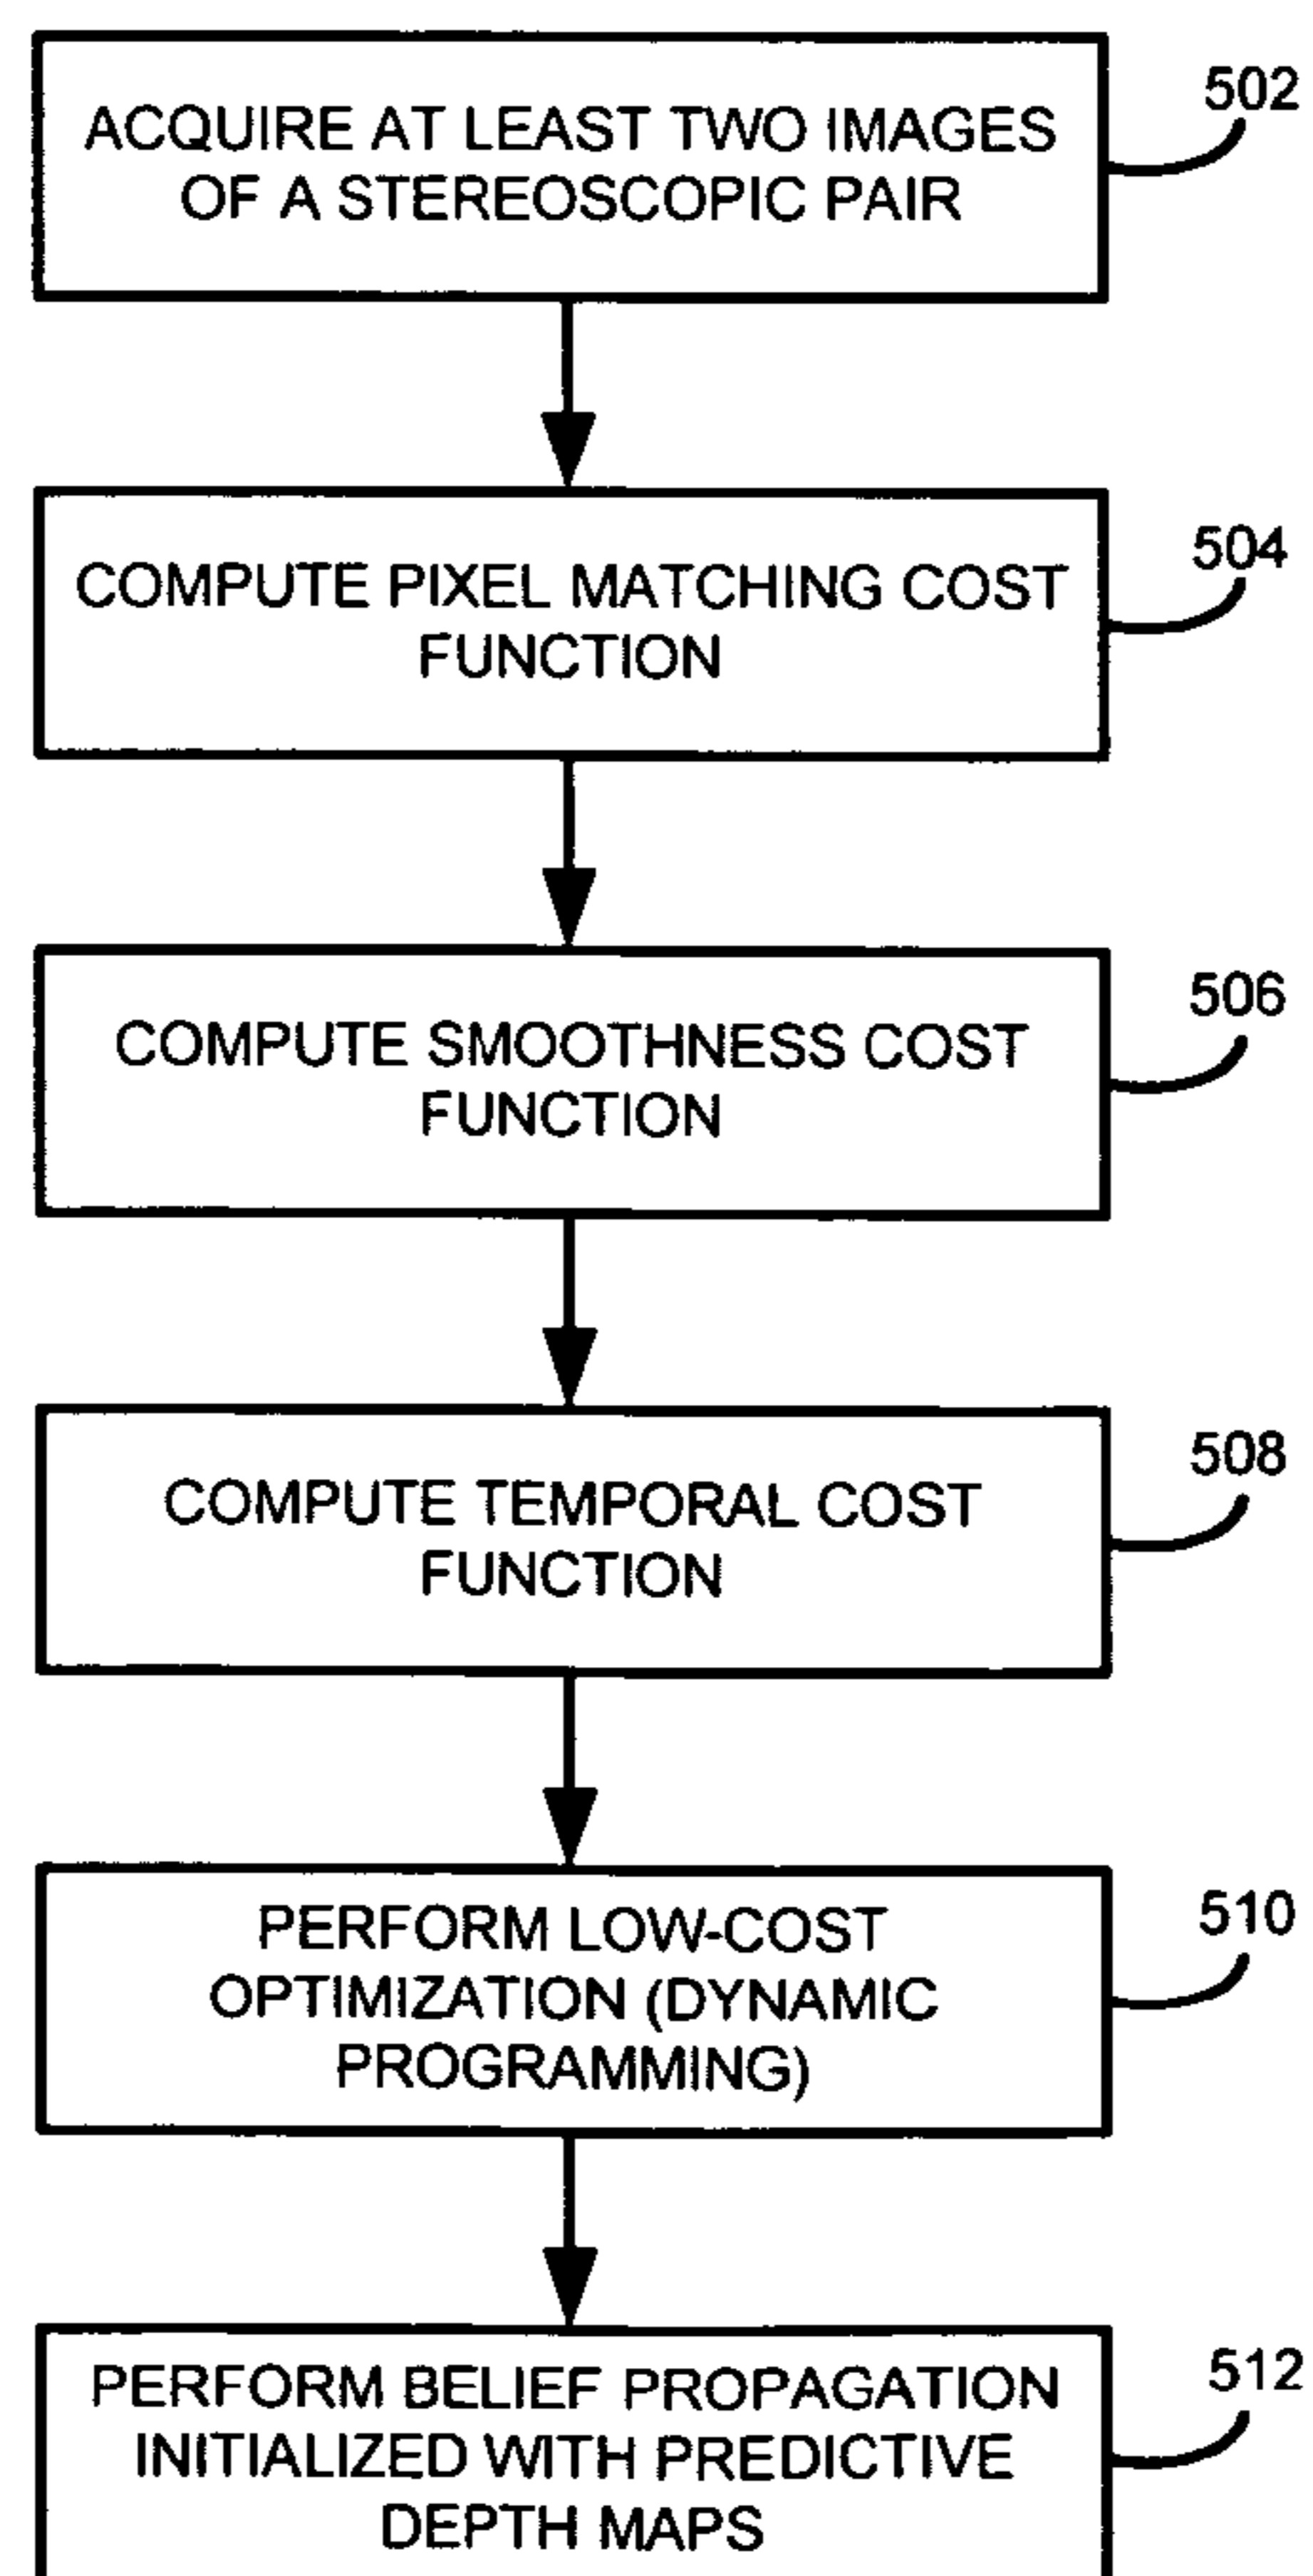 ACQUIRE AT LEAST TWO IMAGES
OF A STEREOSCOPIC PAIR
502
COMPUTE PIXEL MATCHING COST
FUNCTION
504
COMPUTE SMOOTHNESS COST
FUNCTION
506
COMPUTE TEMPORAL COST
FUNCTION
508
PERFORM LOW-COST
OPTIMIZATION (DYNAMIC
PROGRAMMING)
510
PERFORM BELIEF PROPAGATION
INITIALIZED WITH PREDICTIVE
DEPTH MAPS
512